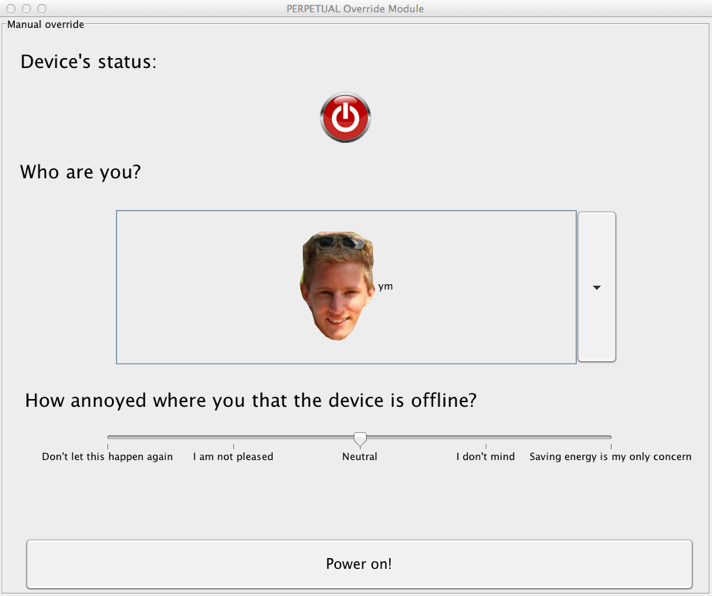 PERPETUAL Override Module
Manual override
Device's status:
Who are you?
ym
How annoyed where you that the device is offline?
Don't let this happen again I am not pleased Neutral I don't mind Saving energy is my only concern
Power on!